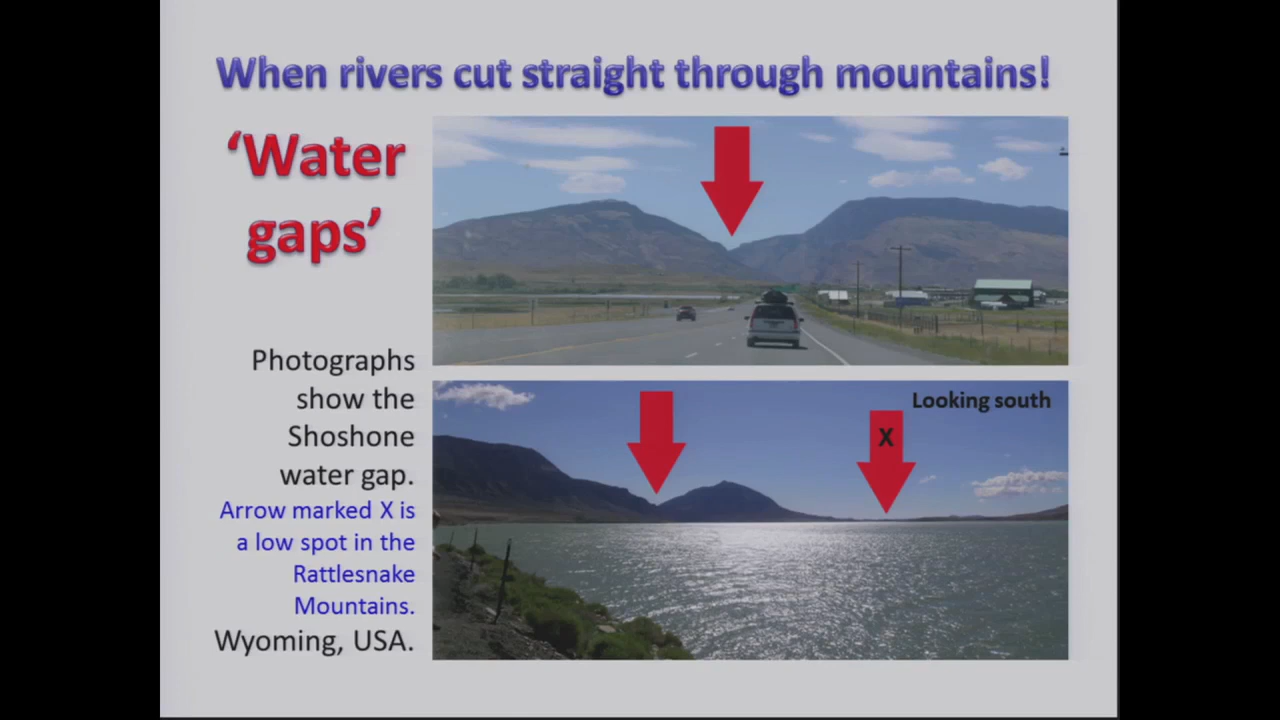 When rivers cut straight through mountains!
‘Water
gaps’
Photographs
show the
Shoshone
water gap.
Arrow marked X is
a low spot in the
Rattlesnake
Mountains.
Wyoming, USA.
Looking south
X